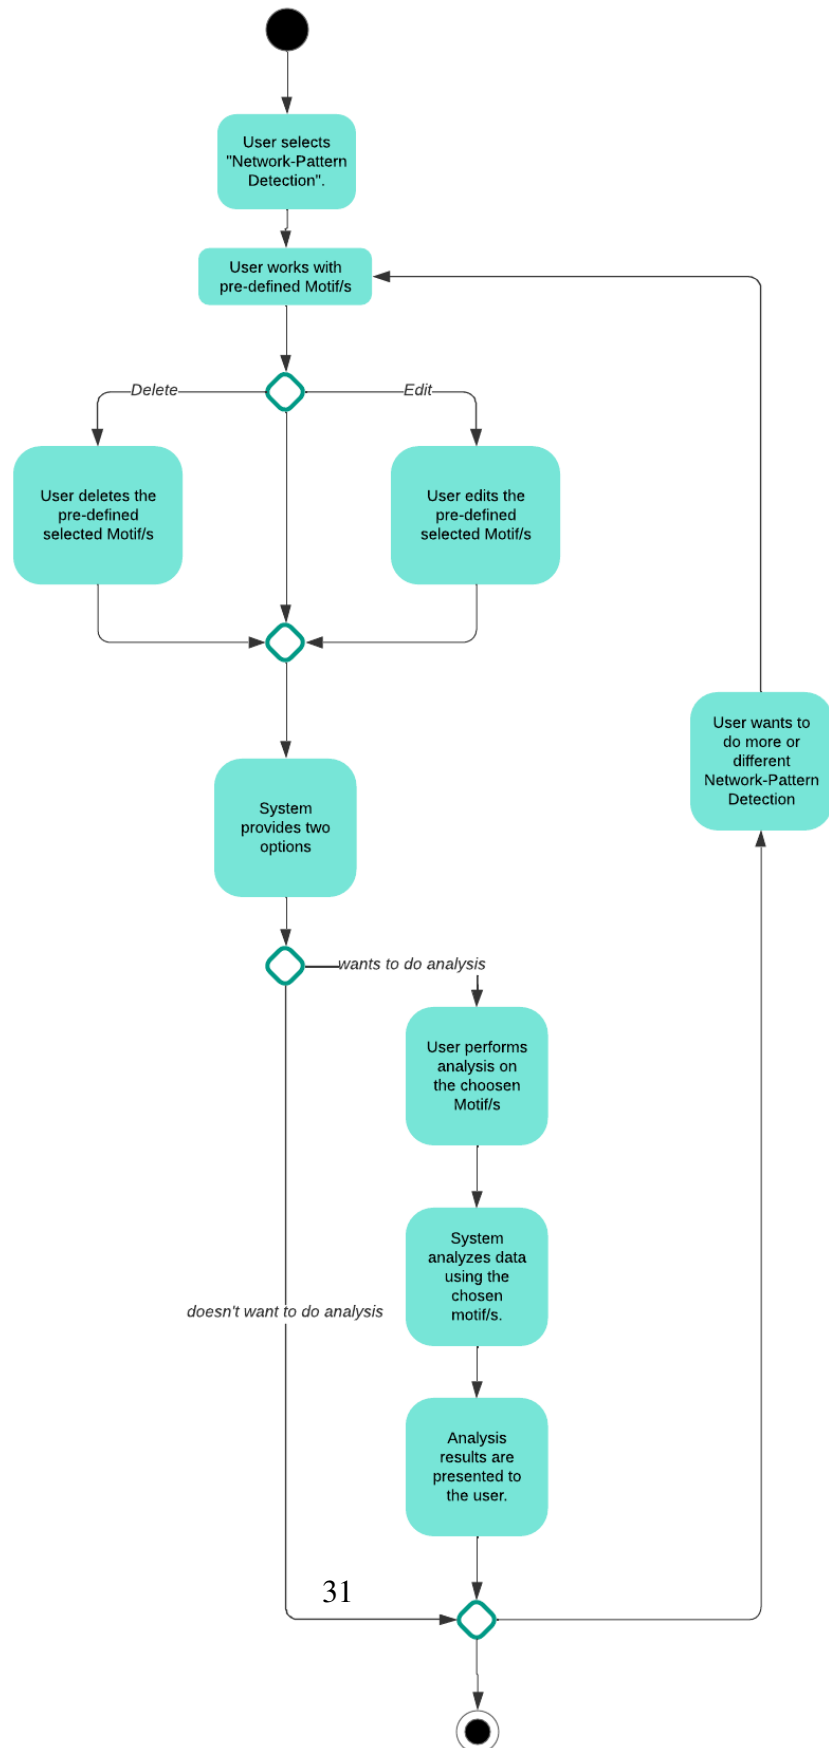 User selects
"Network-Pattern
Detection".
User works with
pre-defined Motif/s
Delete
Edit
User deletes the
pre-defined
selected Motif/s
User edits the
pre-defined
selected Motif/s
User wants to
do more or
different
Network-Pattern
Detection
System
provides two
options
wants to do analysis
User performs
analysis on
the choosen
Motif/s
System
analyzes data
using the
chosen
motif/s.
doesn't want to do analysis
Analysis
results are
presented to
the user.
31